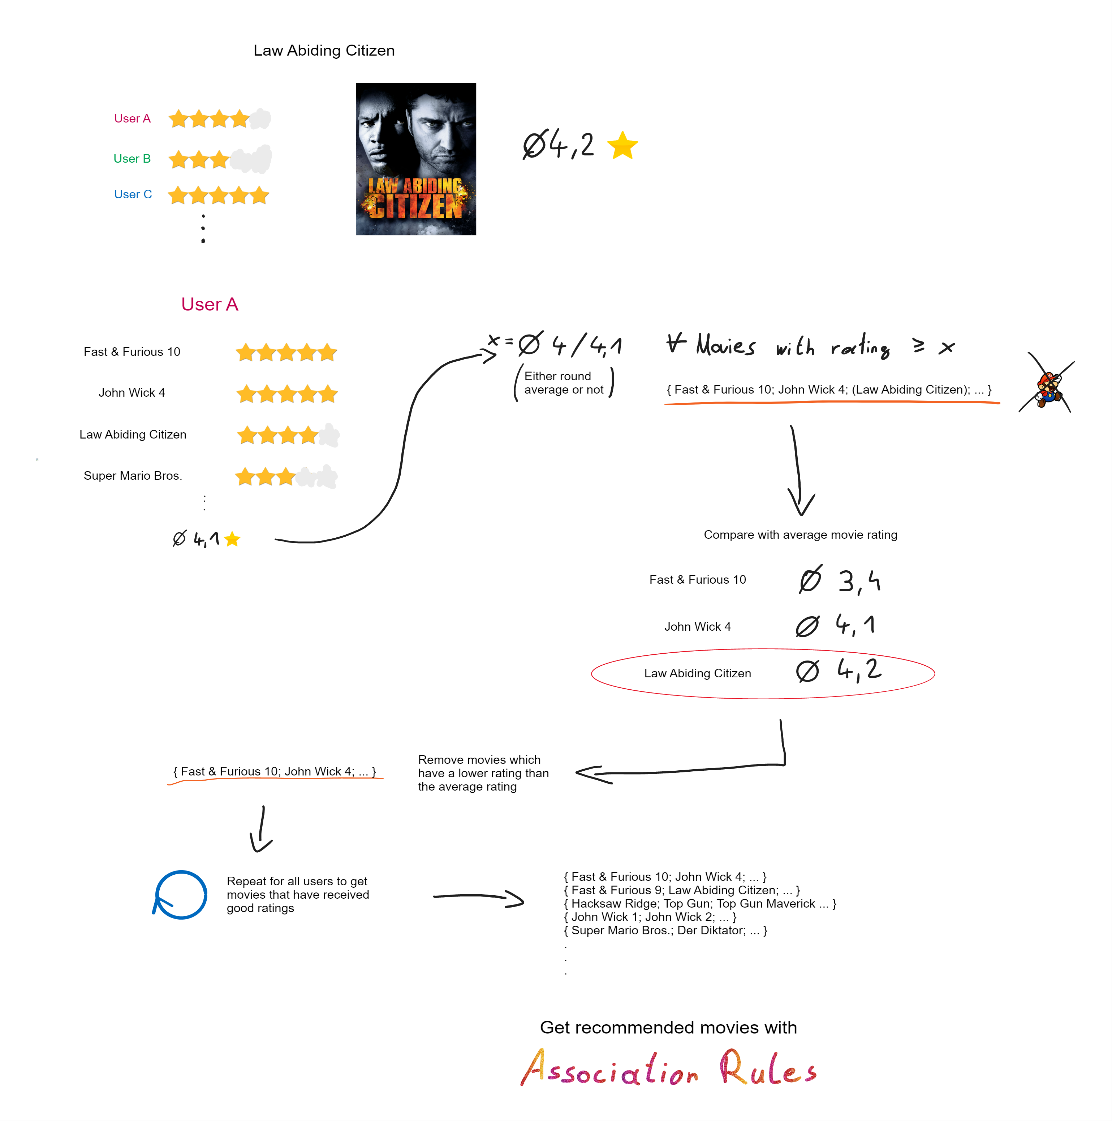 Law Abiding Citizen
User A
User B
User C
LAW ABIDING
CITIZEN
Ø 4,2
User A
Fast & Furious 10
John Wick 4
Law Abiding Citizen
Super Mario Bros.
Ø 4,1
x = Ø 4 / 4,1
(Either round
average or not)
∀ Movies with rating ≥ x
{ Fast & Furious 10; John Wick 4; (Law Abiding Citizen); ... }
Compare with average movie rating
Fast & Furious 10 Ø 3,4
John Wick 4 Ø 4,1
Law Abiding Citizen Ø 4,2
Remove movies which
have a lower rating than
the average rating
{ Fast & Furious 10; John Wick 4; ... }
Repeat for all users to get
movies that have received
good ratings
{ Fast & Furious 10; John Wick 4; ... }
{ Fast & Furious 9; Law Abiding Citizen; ... }
{ Hacksaw Ridge; Top Gun; Top Gun Maverick ... }
{ John Wick 1; John Wick 2; ... }
{ Super Mario Bros.; Der Diktator; ... }
.
.
.
Get recommended movies with
Association Rules